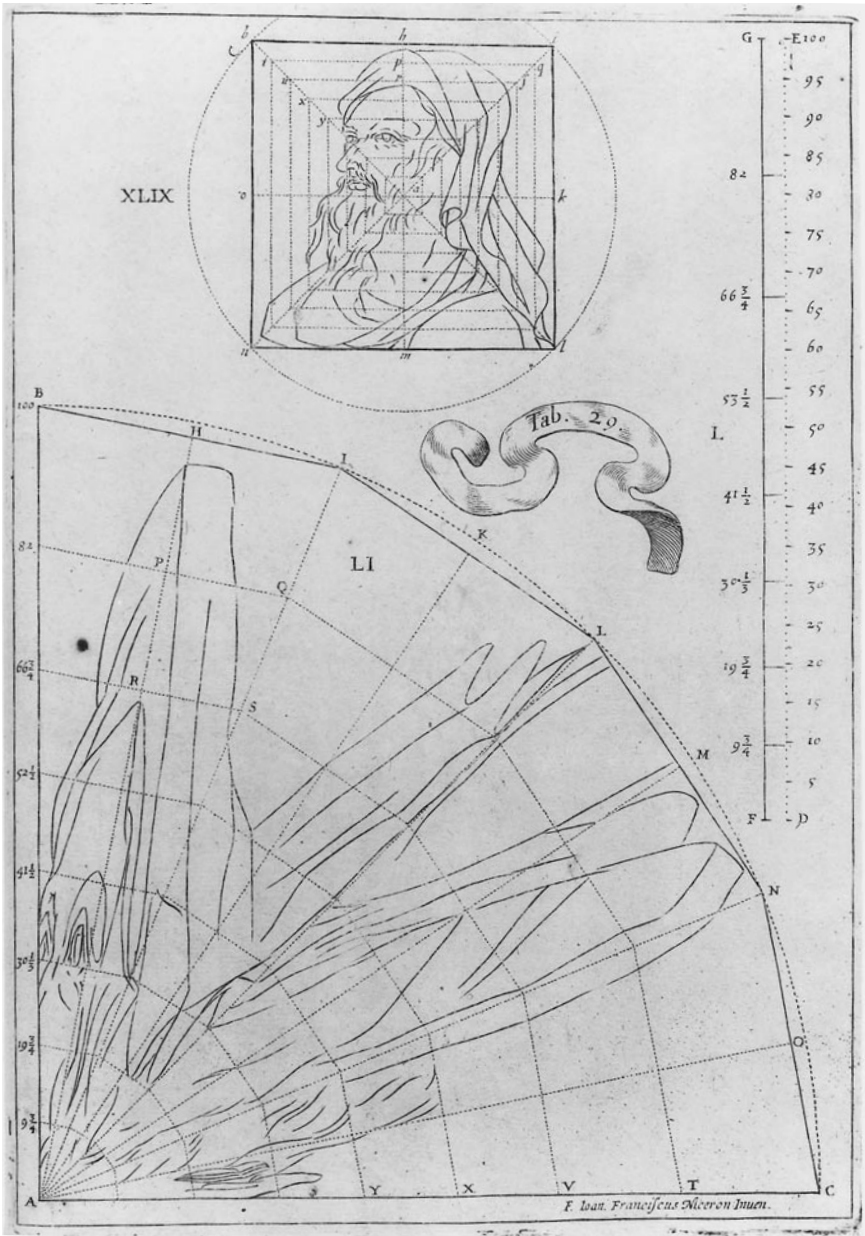 b h i
G E 100
t p q
u r s
x
y
XLIX o a k
n m l
95
90
85
82 80
75
70
66 3/4 65
60
55
53 1/2
L 50
45
41 1/2 40
35
30 1/3 30
25
19 3/4 20
15
9 3/4 10
5
F D
Tab. 29
B
100
H I
K
LI
82 P Q
L
66 3/4 R S
M
52 1/2
41 1/2
N
30 1/3
19 3/4
O
9 3/4
A Y X V T C
F. Ioan. Franciſcus Niceron Inuen.